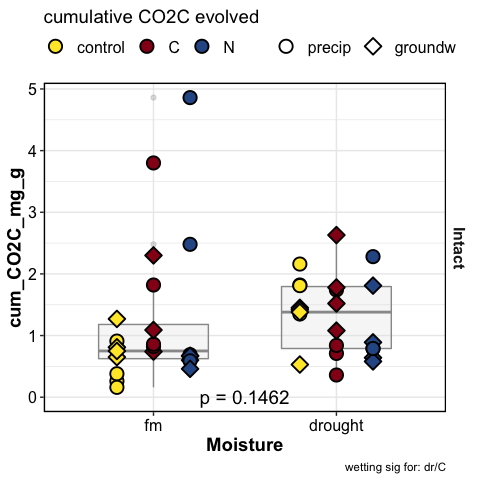 cumulative CO2C evolved
control C N precip groundw
5
4
3
2
1
0
cum_CO2C_mg_g
Intact
p = 0.1462
fm drought
Moisture
wetting sig for: dr/C